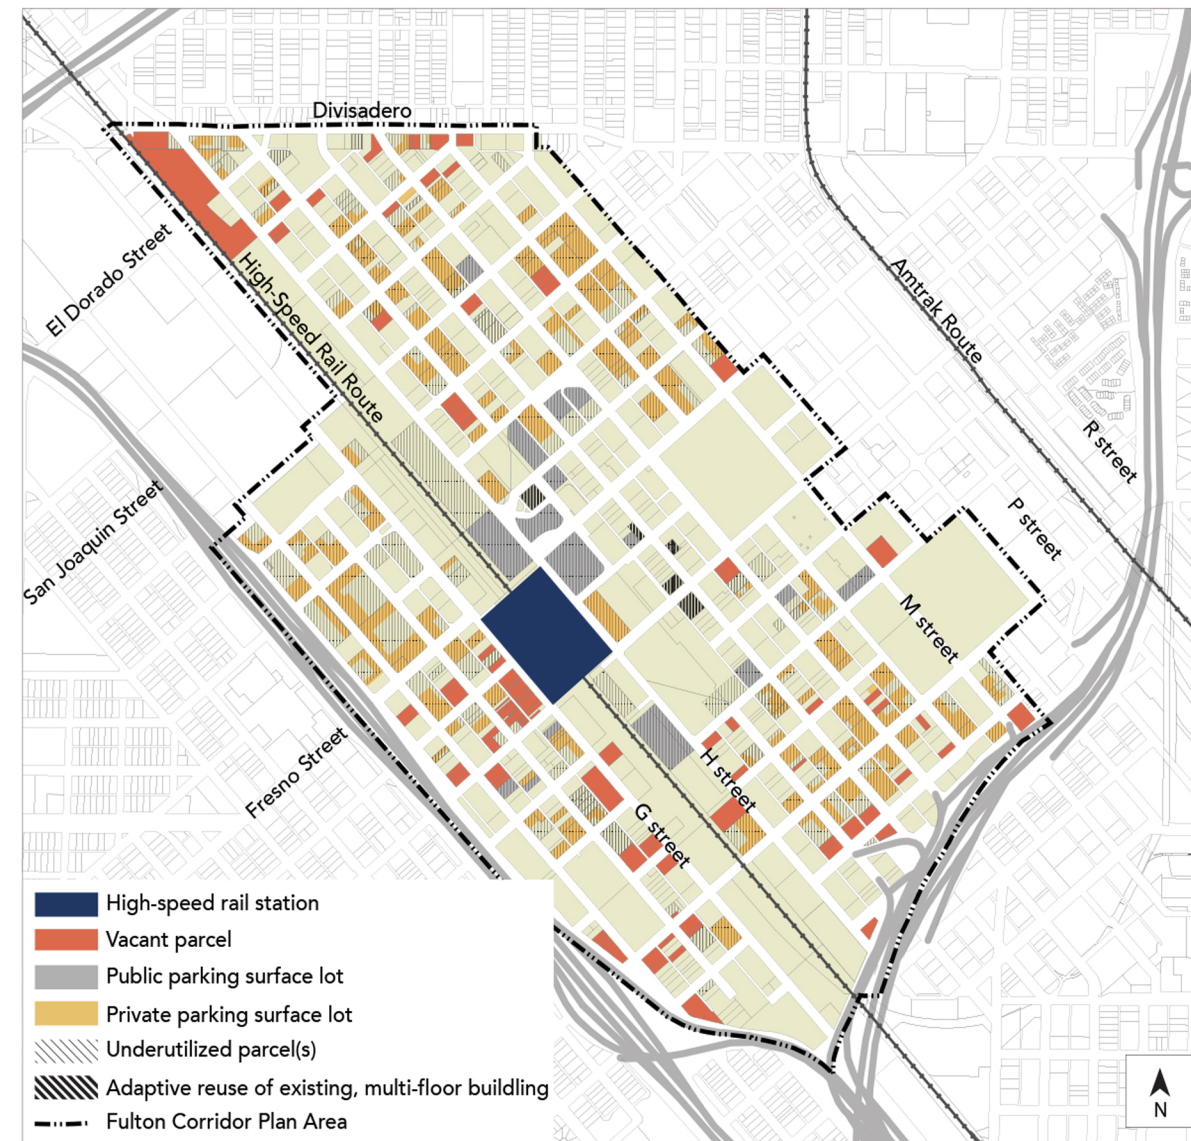 Divisadero
El Dorado Street
High-Speed Rail Route
Amtrak Route
R street
San Joaquin Street
P street
M street
Fresno Street
H street
G street
High-speed rail station
Vacant parcel
Public parking surface lot
Private parking surface lot
Underutilized parcel(s)
Adaptive reuse of existing, multi-floor buildling
Fulton Corridor Plan Area
N